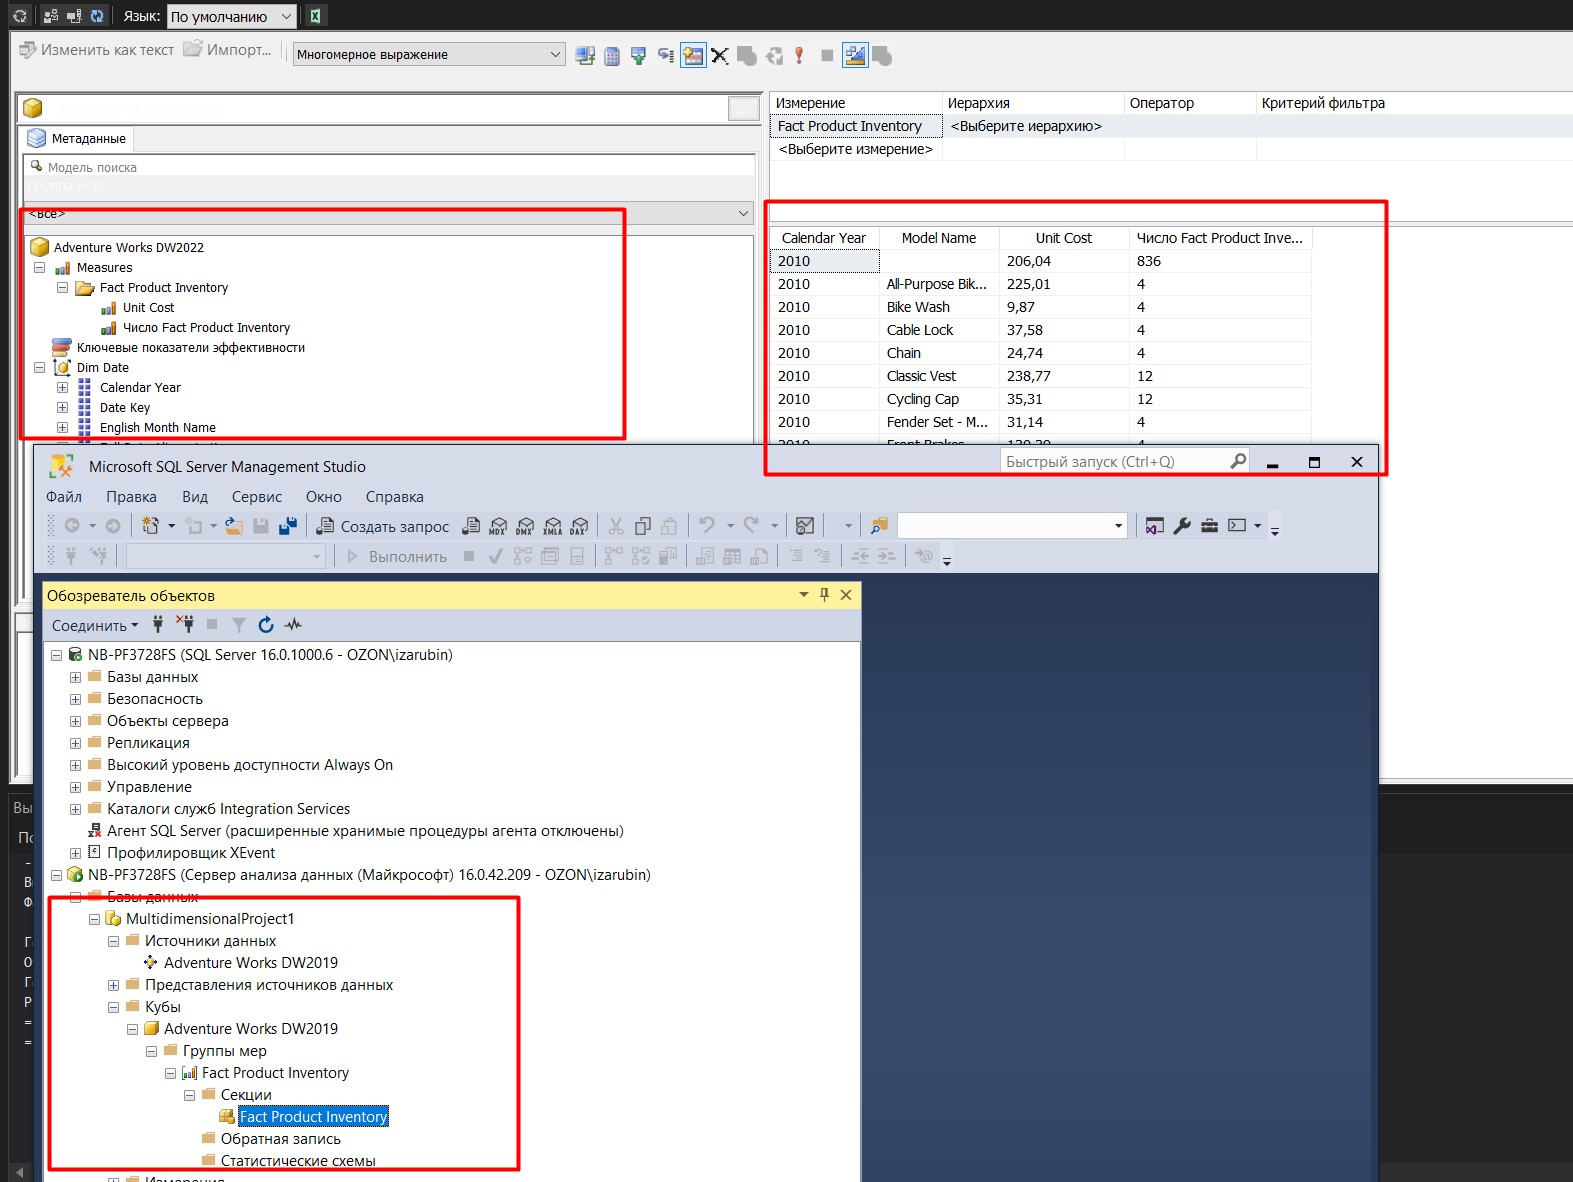 Язык: По умолчанию
Изменить как текст Импорт... Многомерное выражение
Метаданные
Модель поиска
Группа мер:
<Все>
Adventure Works DW2022
Measures
Fact Product Inventory
Unit Cost
Число Fact Product Inventory
Ключевые показатели эффективности
Dim Date
Calendar Year
Date Key
English Month Name
Измерение Иерархия Оператор Критерий фильтра
Fact Product Inventory <Выберите иерархию>
<Выберите измерение>
Calendar Year Model Name Unit Cost Число Fact Product Inve...
2010 206,04 836
2010 All-Purpose Bik... 225,01 4
2010 Bike Wash 9,87 4
2010 Cable Lock 37,58 4
2010 Chain 24,74 4
2010 Classic Vest 238,77 12
2010 Cycling Cap 35,31 12
2010 Fender Set - M... 31,14 4
2010 Front Brakes
Microsoft SQL Server Management Studio Быстрый запуск (Ctrl+Q)
Файл Правка Вид Сервис Окно Справка
Создать запрос MDX DMX XMLA DAX
Выполнить
Обозреватель объектов
Соединить
NB-PF3728FS (SQL Server 16.0.1000.6 - OZON\izarubin)
Базы данных
Безопасность
Объекты сервера
Репликация
Высокий уровень доступности Always On
Управление
Каталоги служб Integration Services
Агент SQL Server (расширенные хранимые процедуры агента отключены)
Профилировщик XEvent
NB-PF3728FS (Сервер анализа данных (Майкрософт) 16.0.42.209 - OZON\izarubin)
Базы данных
MultidimensionalProject1
Источники данных
Adventure Works DW2019
Представления источников данных
Кубы
Adventure Works DW2019
Группы мер
Fact Product Inventory
Секции
Fact Product Inventory
Обратная запись
Статистические схемы
Измерения